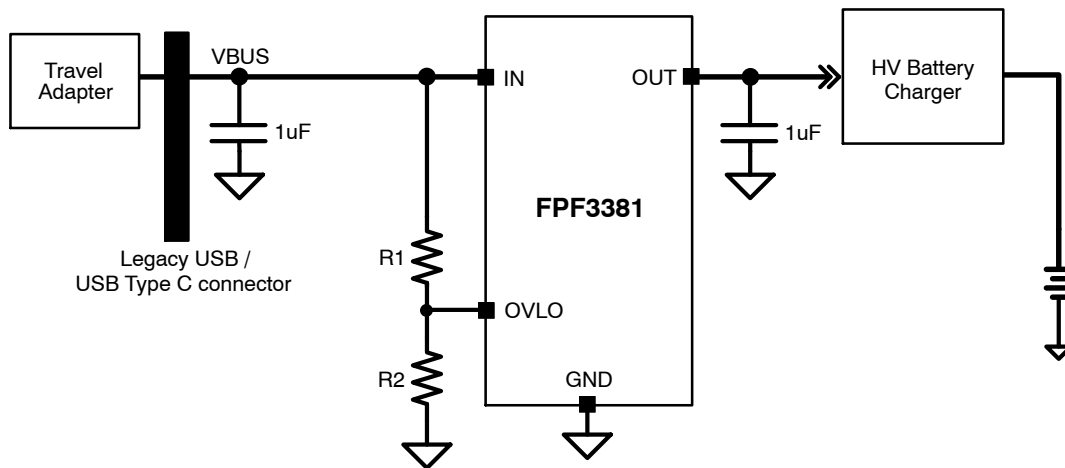 Travel
Adapter
VBUS
1uF
Legacy USB /
USB Type C connector
R1
R2
IN
OUT
OVLO
FPF3381
GND
1uF
HV Battery
Charger